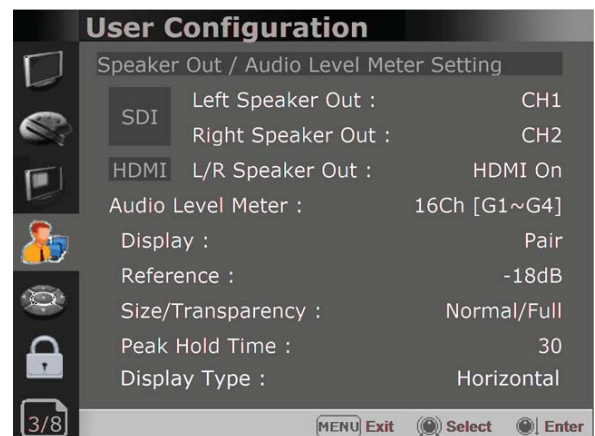 User Configuration
Speaker Out / Audio Level Meter Setting
SDI
Left Speaker Out : CH1
Right Speaker Out : CH2
HDMI L/R Speaker Out : HDMI On
Audio Level Meter : 16Ch [G1~G4]
Display : Pair
Reference : -18dB
Size/Transparency : Normal/Full
Peak Hold Time : 30
Display Type : Horizontal
3/8 MENU Exit Select Enter